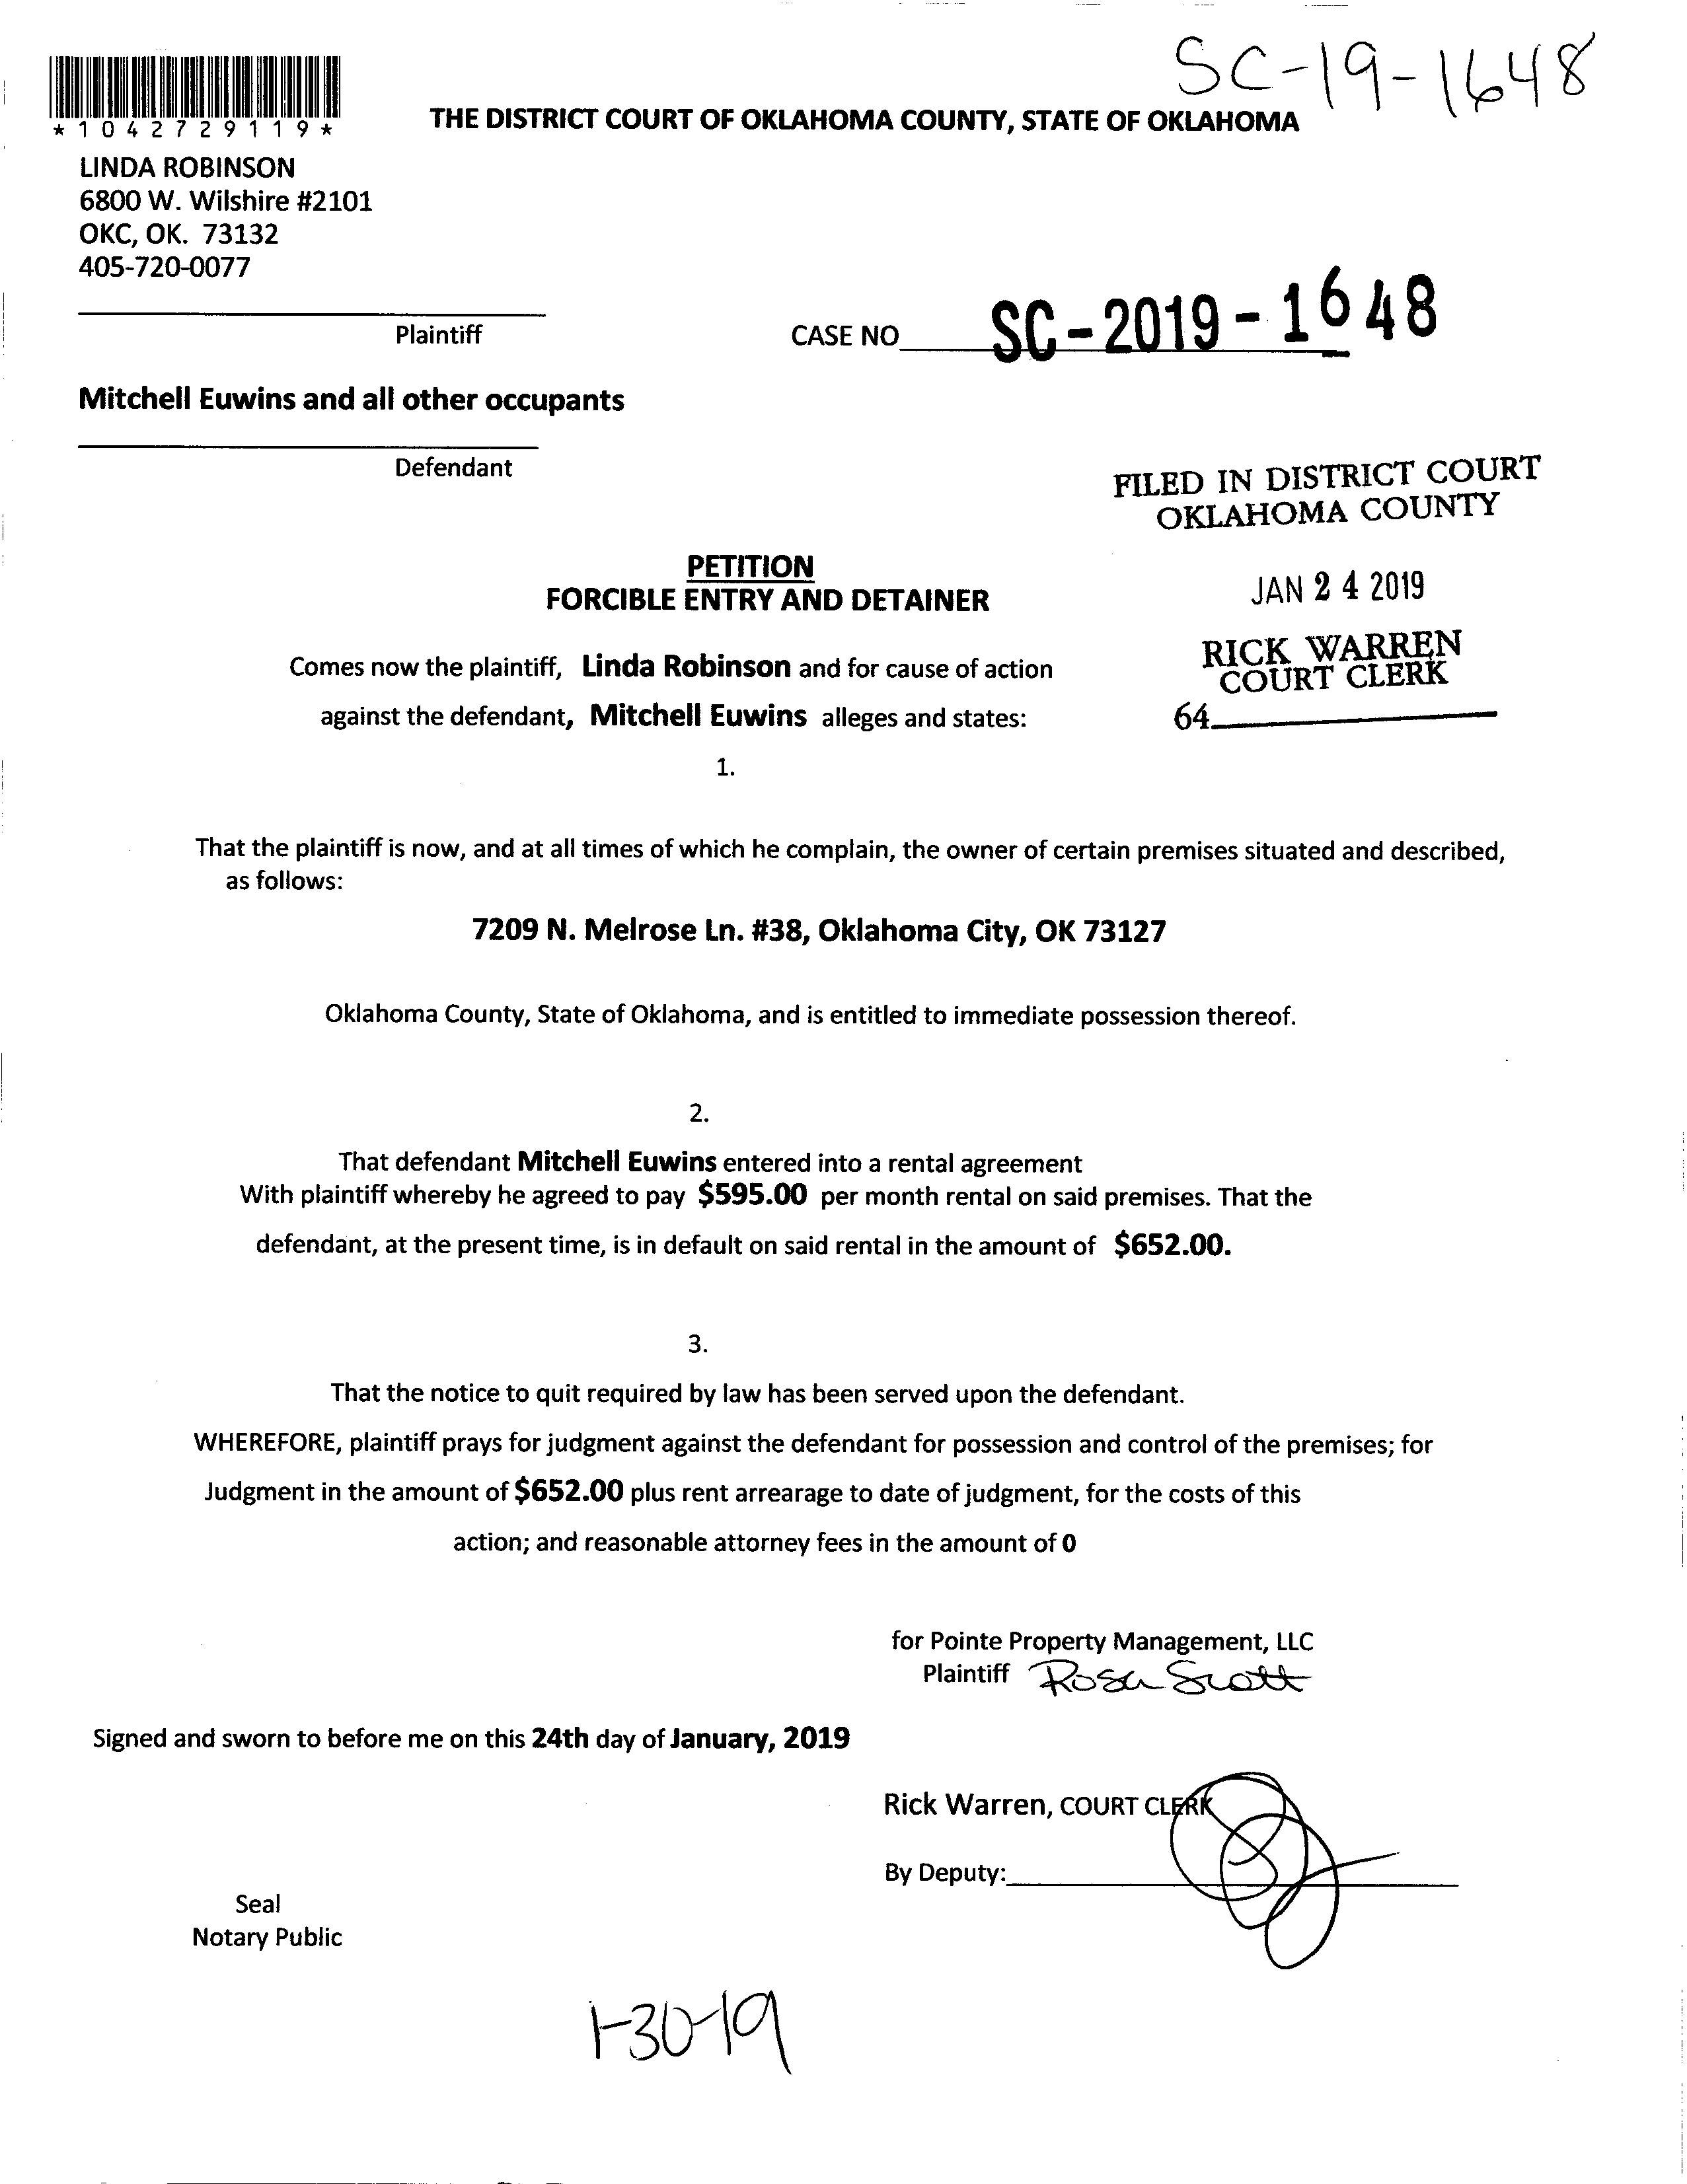 SC-19-1648
*1042729119*
THE DISTRICT COURT OF OKLAHOMA COUNTY, STATE OF OKLAHOMA
LINDA ROBINSON
6800 W. Wilshire #2101
OKC, OK. 73132
405-720-0077
Plaintiff
CASE NO SC-2019-1648
Mitchell Euwins and all other occupants
Defendant
FILED IN DISTRICT COURT
OKLAHOMA COUNTY
PETITION
FORCIBLE ENTRY AND DETAINER
JAN 24 2019
Comes now the plaintiff, Linda Robinson and for cause of action
RICK WARREN
COURT CLERK
against the defendant, Mitchell Euwins alleges and states:
64
1.
That the plaintiff is now, and at all times of which he complain, the owner of certain premises situated and described,
as follows:
7209 N. Melrose Ln. #38, Oklahoma City, OK 73127
Oklahoma County, State of Oklahoma, and is entitled to immediate possession thereof.
2.
That defendant Mitchell Euwins entered into a rental agreement
With plaintiff whereby he agreed to pay $595.00 per month rental on said premises. That the
defendant, at the present time, is in default on said rental in the amount of $652.00.
3.
That the notice to quit required by law has been served upon the defendant.
WHEREFORE, plaintiff prays for judgment against the defendant for possession and control of the premises; for
Judgment in the amount of $652.00 plus rent arrearage to date of judgment, for the costs of this
action; and reasonable attorney fees in the amount of 0
for Pointe Property Management, LLC
Plaintiff Rosa Scott
Signed and sworn to before me on this 24th day of January, 2019
Rick Warren, COURT CLERK
By Deputy:
Seal
Notary Public
1-30-19